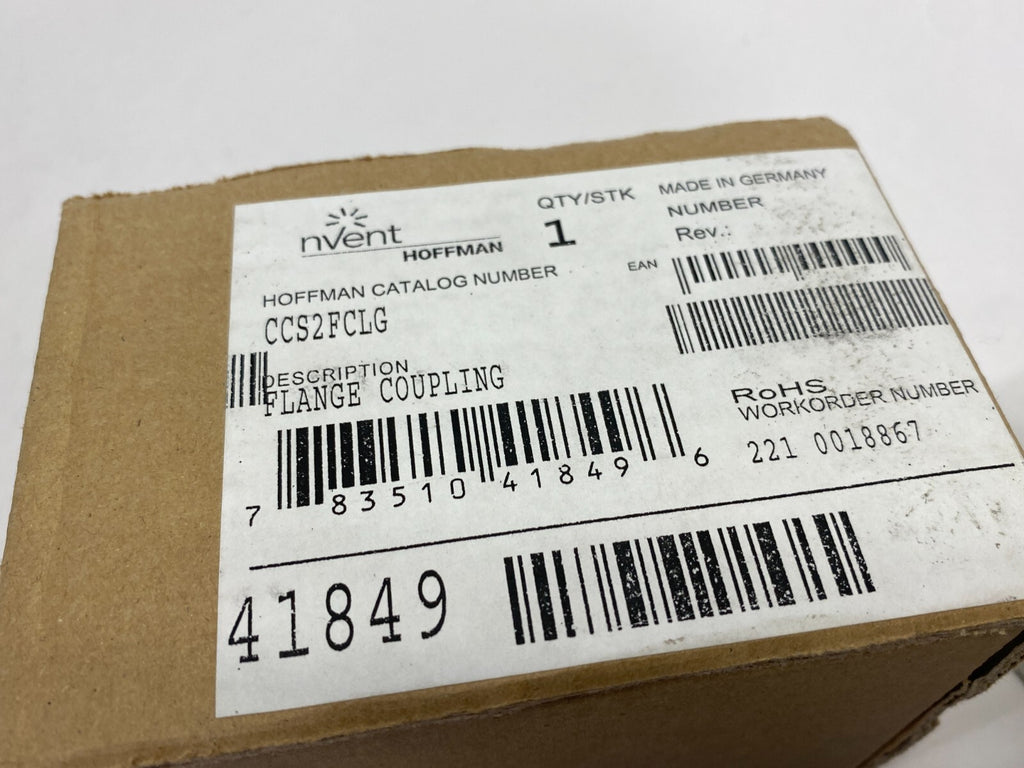 nVent
HOFFMAN
QTY/STK
1
MADE IN GERMANY
NUMBER
Rev.:
EAN
HOFFMAN CATALOG NUMBER
CCS2FCLG
DESCRIPTION
FLANGE COUPLING
7 83510 41849 6
RoHS
WORKORDER NUMBER
221 0018867
41849